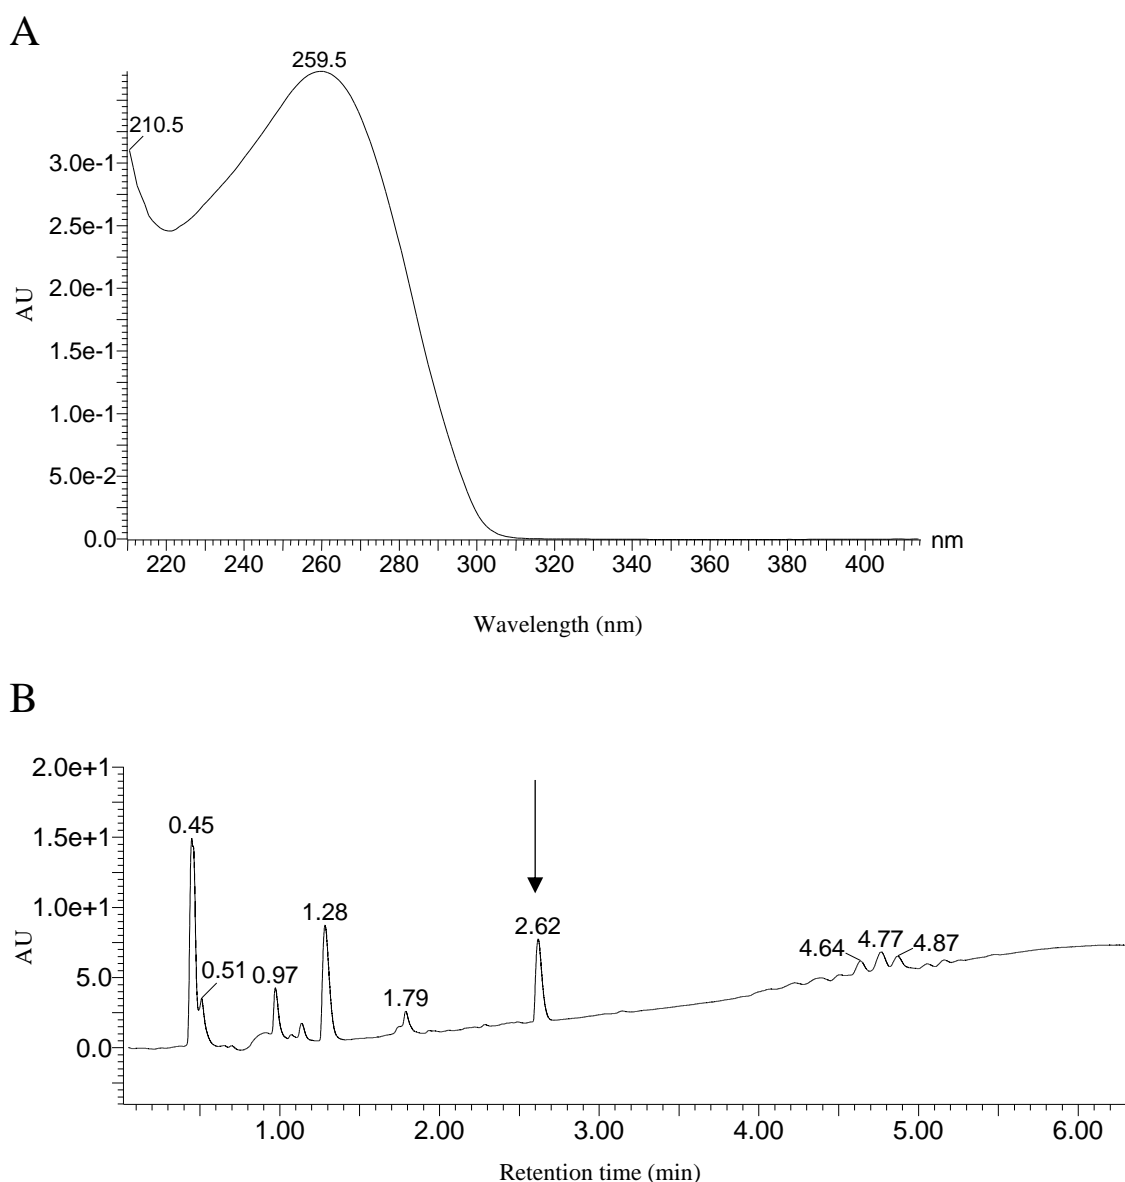 A
259.5
210.5
3.0e-1
2.5e-1
2.0e-1
AU
1.5e-1
1.0e-1
5.0e-2
0.0
nm
220 240 260 280 300 320 340 360 380 400
Wavelength (nm)
B
AU
2.0e+1
0.45
1.5e+1
1.0e+1
1.28
2.62
4.64 4.77 4.87
5.0
0.51 0.97
1.79
0.0
1.00 2.00 3.00 4.00 5.00 6.00
Retention time (min)